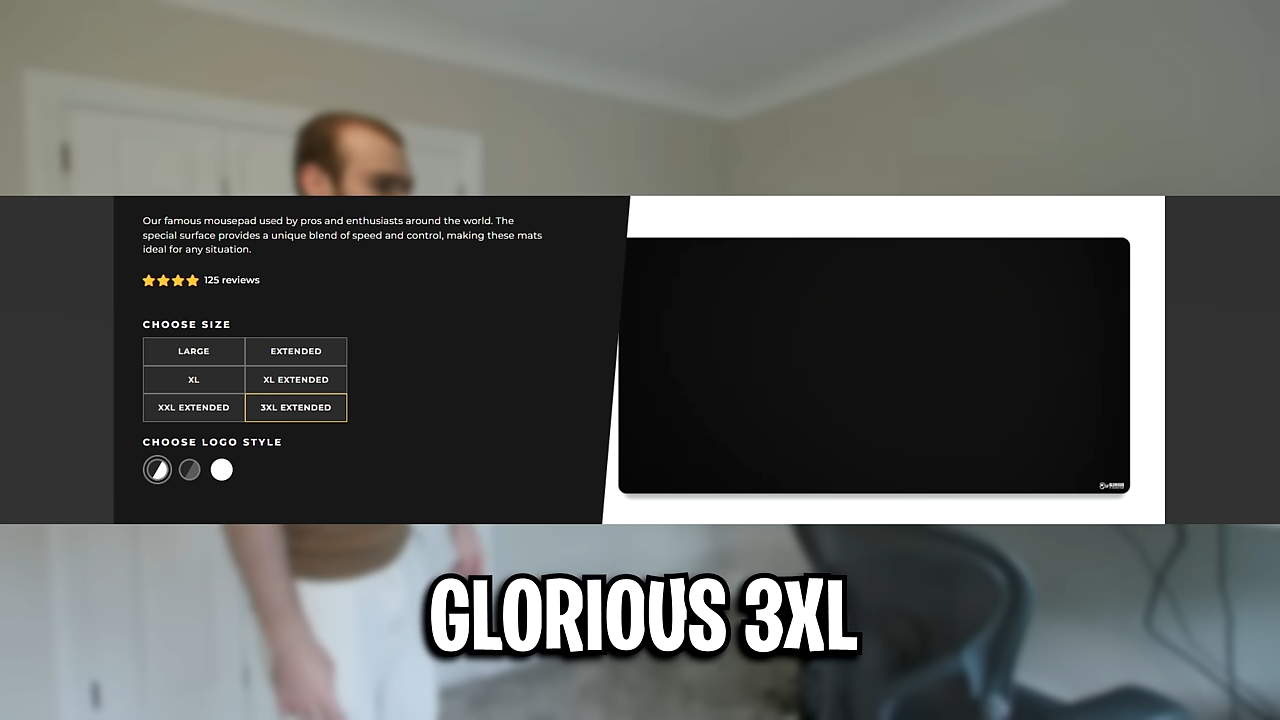 Our famous mousepad used by pros and enthusiasts around the world. The
special surface provides a unique blend of speed and control, making these mats
ideal for any situation.
125 reviews
CHOOSE SIZE
LARGE
EXTENDED
XL
XL EXTENDED
XXL EXTENDED
3XL EXTENDED
CHOOSE LOGO STYLE
GLORIOUS
GLORIOUS 3XL